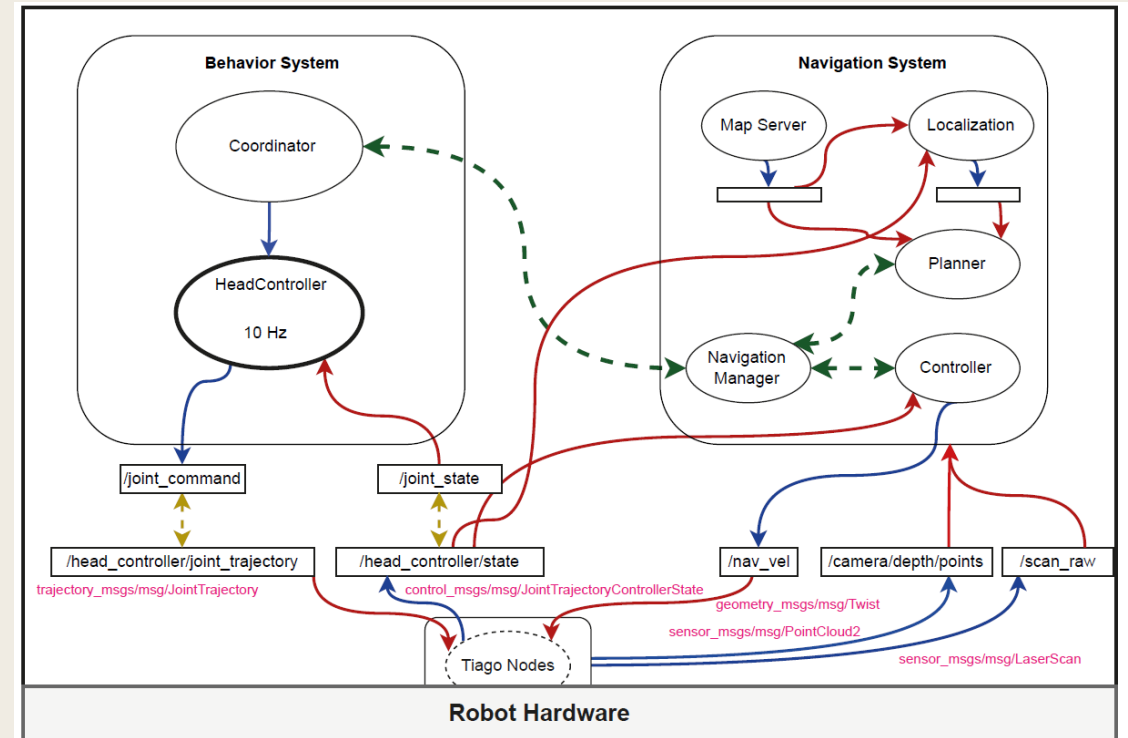 Behavior System
Navigation System
Coordinator
Map Server
Localization
HeadController
10 Hz
Planner
Navigation
Manager
Controller
/joint_command
/joint_state
/head_controller/joint_trajectory
/head_controller/state
/nav_vel
/camera/depth/points
/scan_raw
trajectory_msgs/msg/JointTrajectory
control_msgs/msg/JointTrajectoryControllerState
geometry_msgs/msg/Twist
sensor_msgs/msg/PointCloud2
sensor_msgs/msg/LaserScan
Tiago Nodes
Robot Hardware